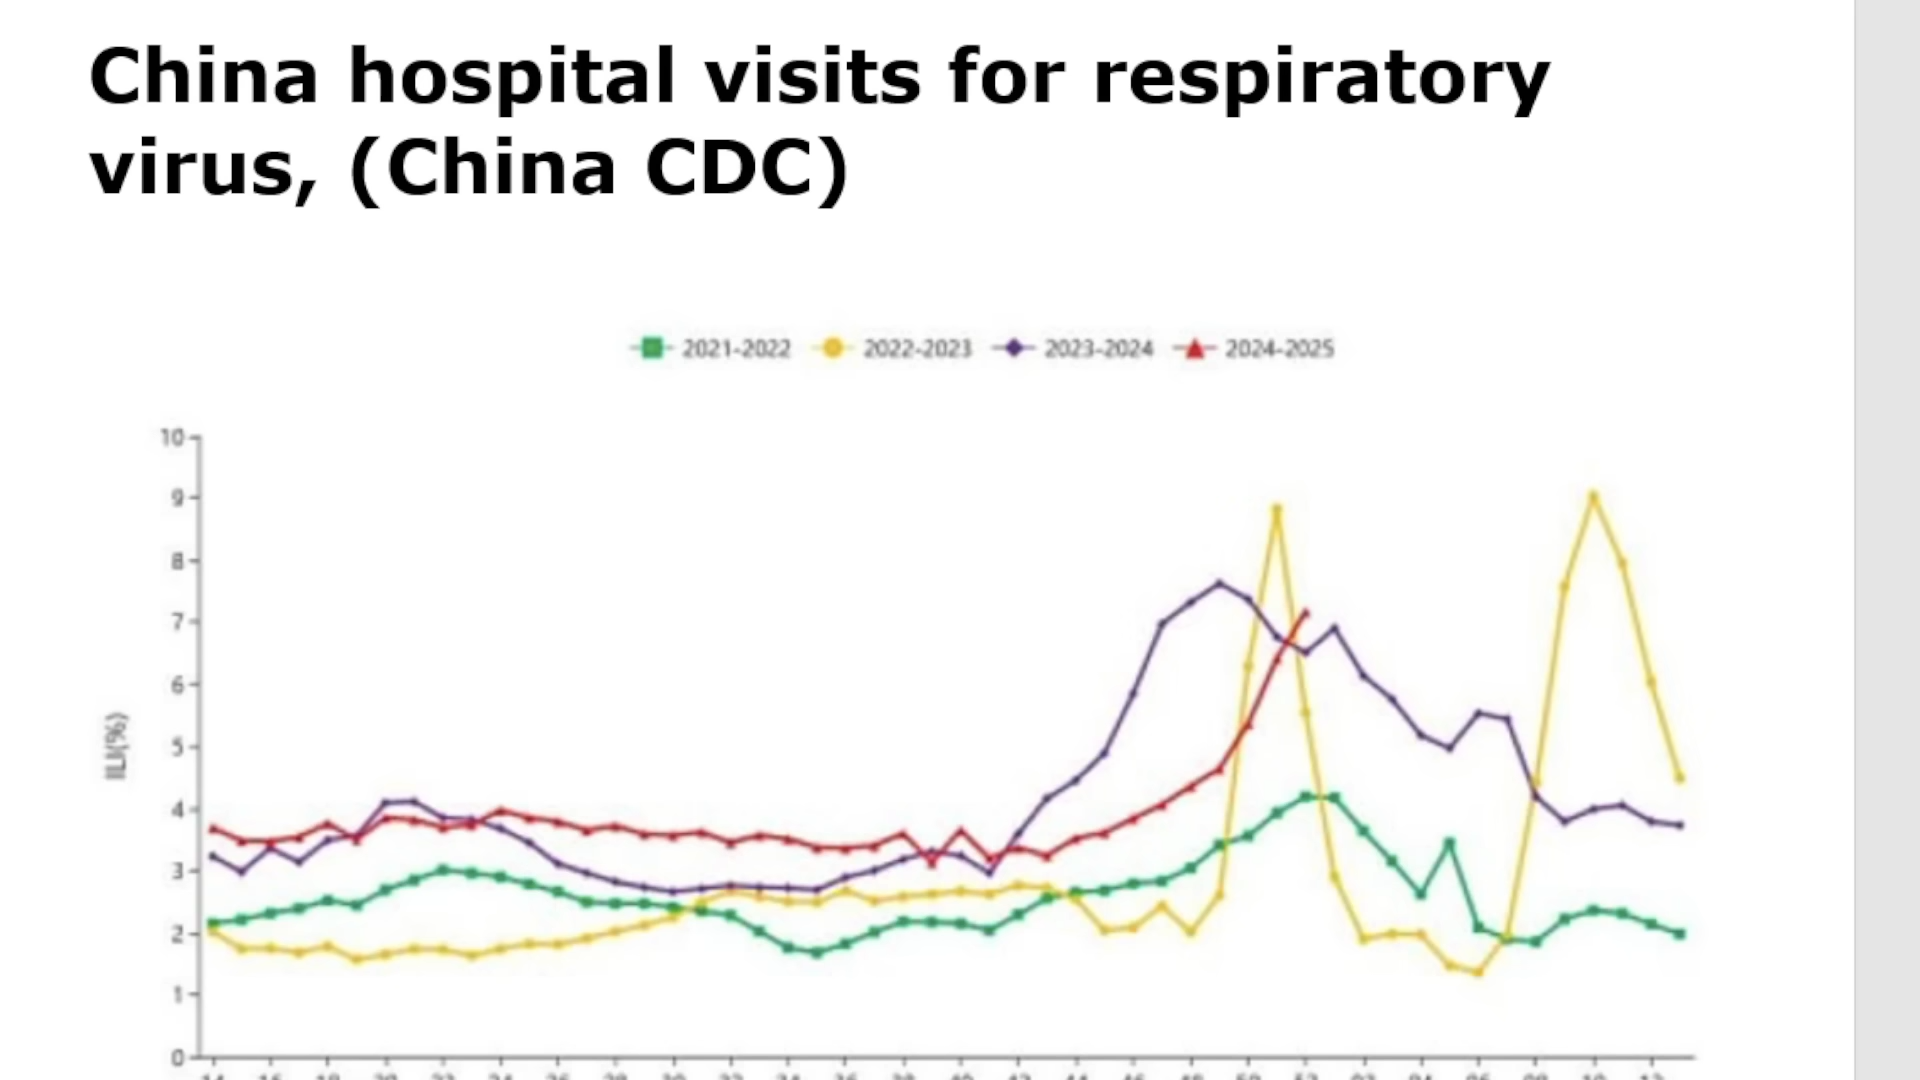 China hospital visits for respiratory
virus, (China CDC)
2021-2022 2022-2023 2023-2024 2024-2025
10
9
8
7
6
5
4
3
2
1
0
ILI(%)